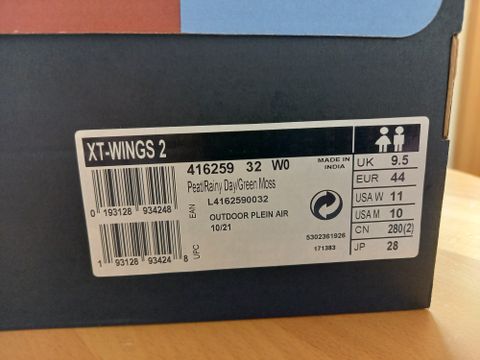 XT-WINGS 2
416259 32 W0
MADE IN
INDIA
Peat/Rainy Day/Green Moss
L4162590032
OUTDOOR PLEIN AIR
10/21
EAN
UPC
0 193128 934248
1 93128 93424 8
5302361926
171383
UK 9.5
EUR 44
USA W 11
USA M 10
CN 280(2)
JP 28